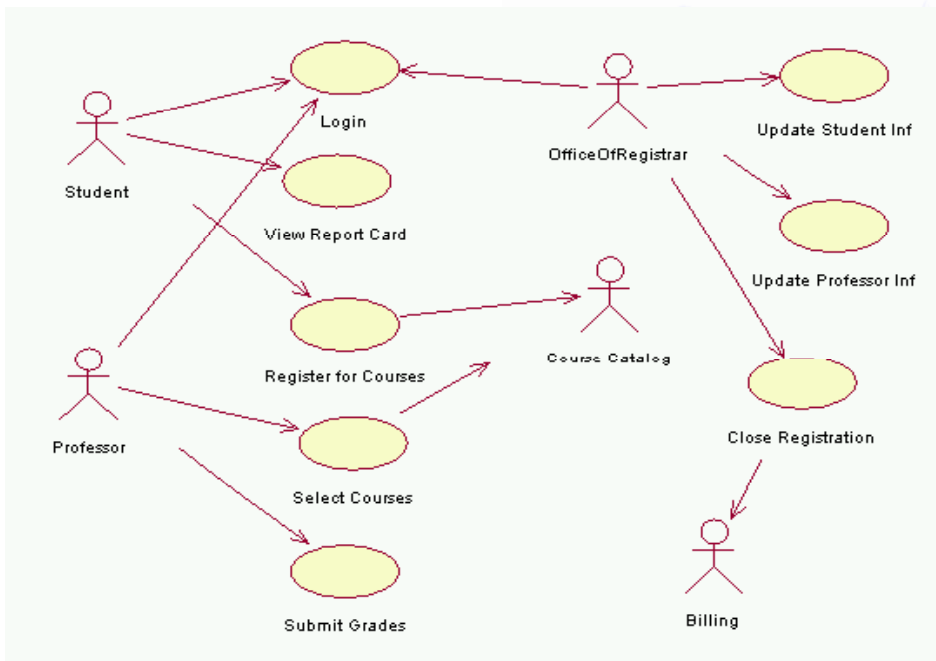 Login
Update Student Inf
OfficeOfRegistrar
Student
View Report Card
Update Professor Inf
Course Catalog
Register for Courses
Professor
Close Registration
Select Courses
Submit Grades
Billing